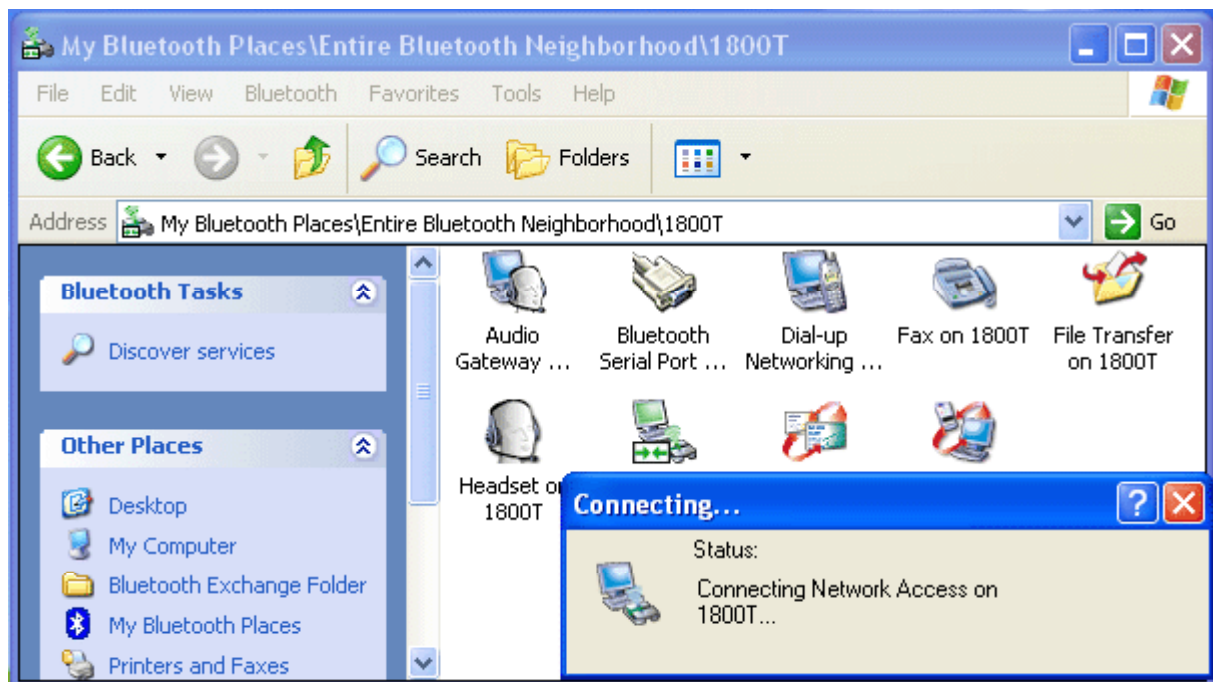 My Bluetooth Places\Entire Bluetooth Neighborhood\1800T
File Edit View Bluetooth Favorites Tools Help
Back Search Folders
Address My Bluetooth Places\Entire Bluetooth Neighborhood\1800T Go
Bluetooth Tasks
Discover services
Other Places
Desktop
My Computer
Bluetooth Exchange Folder
My Bluetooth Places
Printers and Faxes
Audio
Gateway ...
Bluetooth
Serial Port ...
Dial-up
Networking ...
Fax on 1800T
File Transfer
on 1800T
Headset on
1800T
Connecting...
Status:
Connecting Network Access on
1800T...